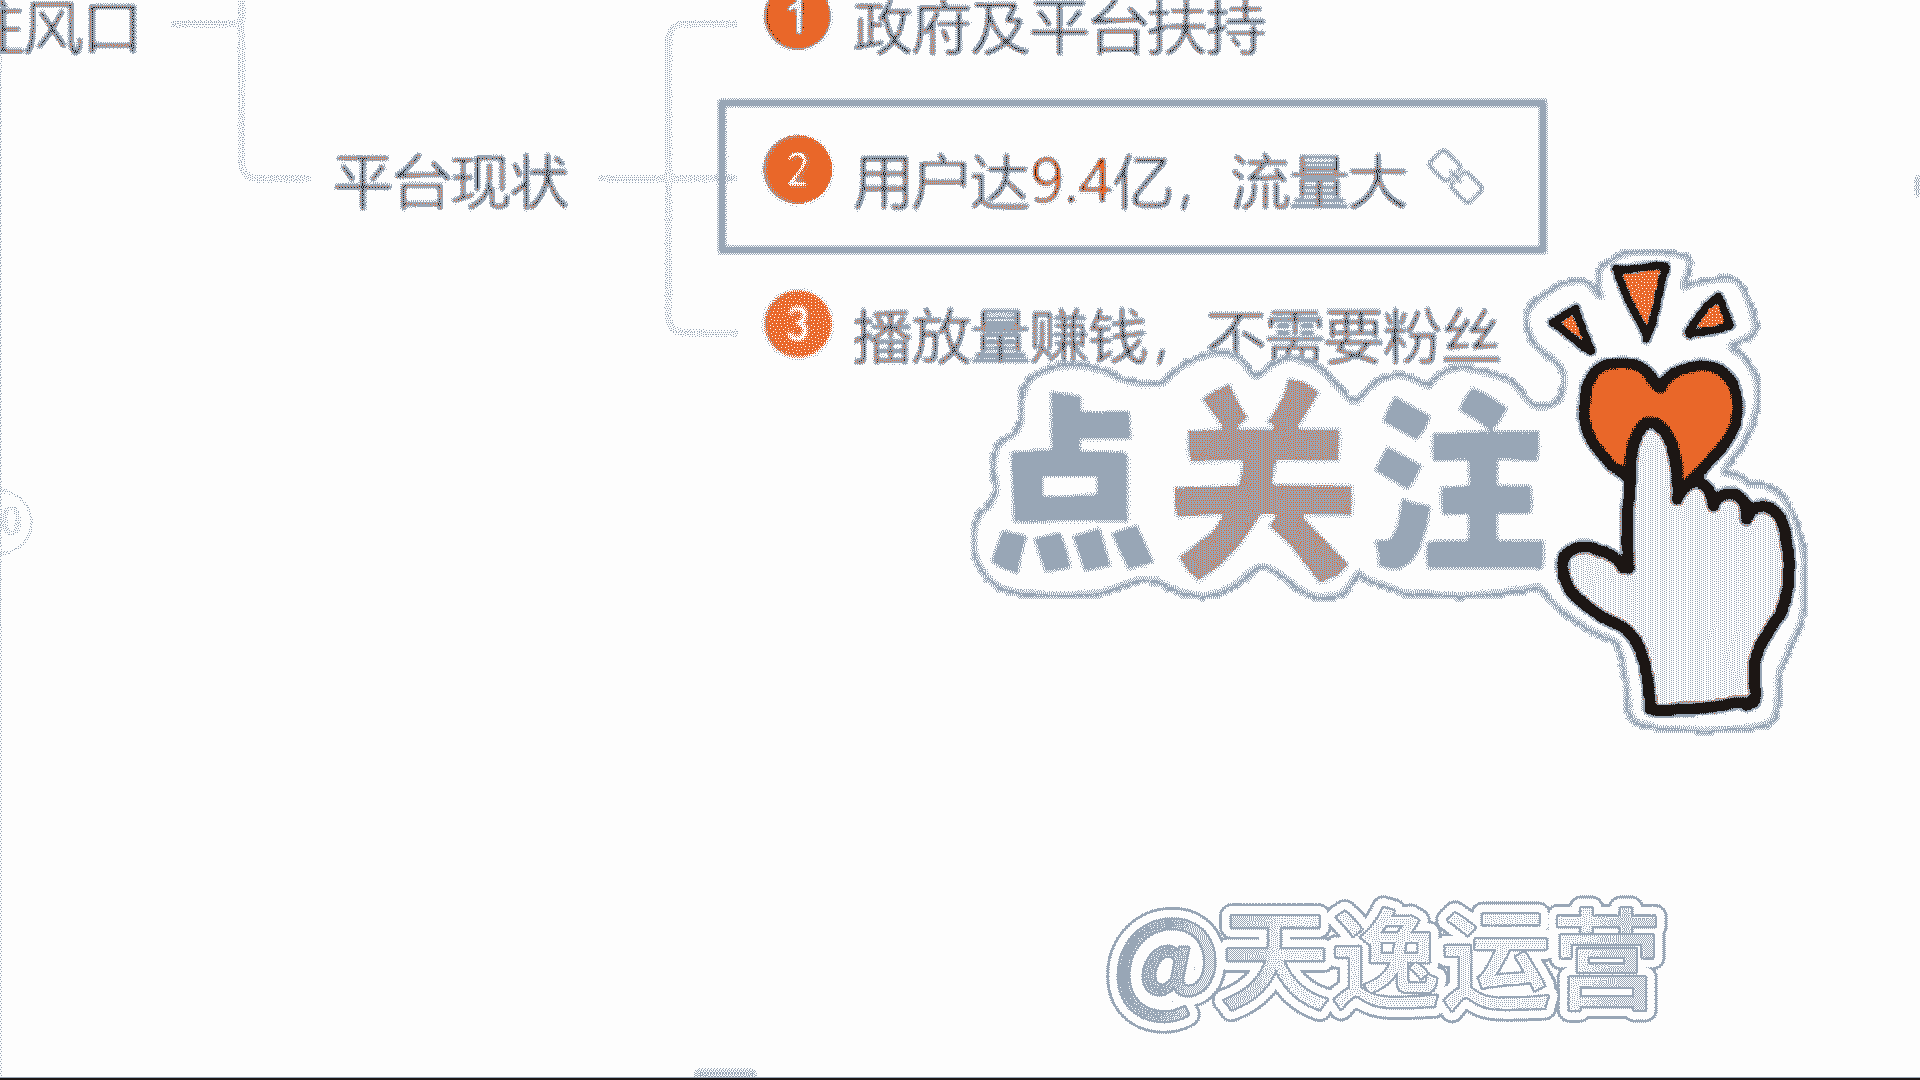 风口
1 政府及平台扶持
平台现状
2 用户达9.4亿，流量大
3 播放量赚钱，不需要粉丝
点关注
@天逸运营